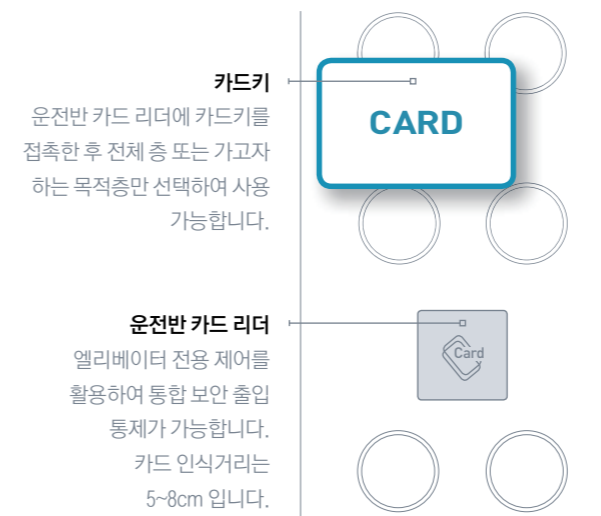 카드키
CARD
운전반 카드 리더에 카드키를
접촉한 후 전체 층 또는 가고자
하는 목적층만 선택하여 사용
가능합니다.
운전반 카드 리더
Card
엘리베이터 전용 제어를
활용하여 통합 보안 출입
통제가 가능합니다.
카드 인식거리는
5~8cm 입니다.